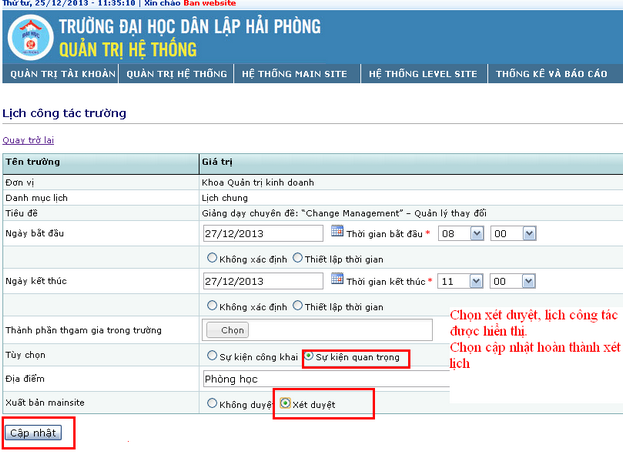 Thứ tư, 25/12/2013 - 11:35:10 | Xin chào Ban website
TRƯỜNG ĐẠI HỌC DÂN LẬP HẢI PHÒNG
QUẢN TRỊ HỆ THỐNG
QUẢN TRỊ TÀI KHOẢN QUẢN TRỊ HỆ THỐNG HỆ THỐNG MAIN SITE HỆ THỐNG LEVEL SITE THỐNG KẾ VÀ BÁO CÁO
Lịch công tác trường
Quay trở lại
Tên trường Giá trị
Đơn vị Khoa Quản trị kinh doanh
Danh mục lịch Lịch chung
Tiêu đề Giảng dạy chuyên đề: “Change Management” – Quản lý thay đổi
Ngày bắt đầu 27/12/2013 Thời gian bắt đầu * 08 00
Không xác định Thiết lập thời gian
Ngày kết thúc 27/12/2013 Thời gian kết thúc * 11 00
Không xác định Thiết lập thời gian
Thành phần thgam gia trong trường Chọn
Tùy chọn Sự kiện công khai Sự kiện quan trọng
Địa điểm Phòng học
Xuất bản mainsite Không duyệt Xét duyệt
Cập nhật
Chọn xét duyệt, lịch công tác
được hiển thị.
Chọn cập nhật hoàn thành xét
lịch